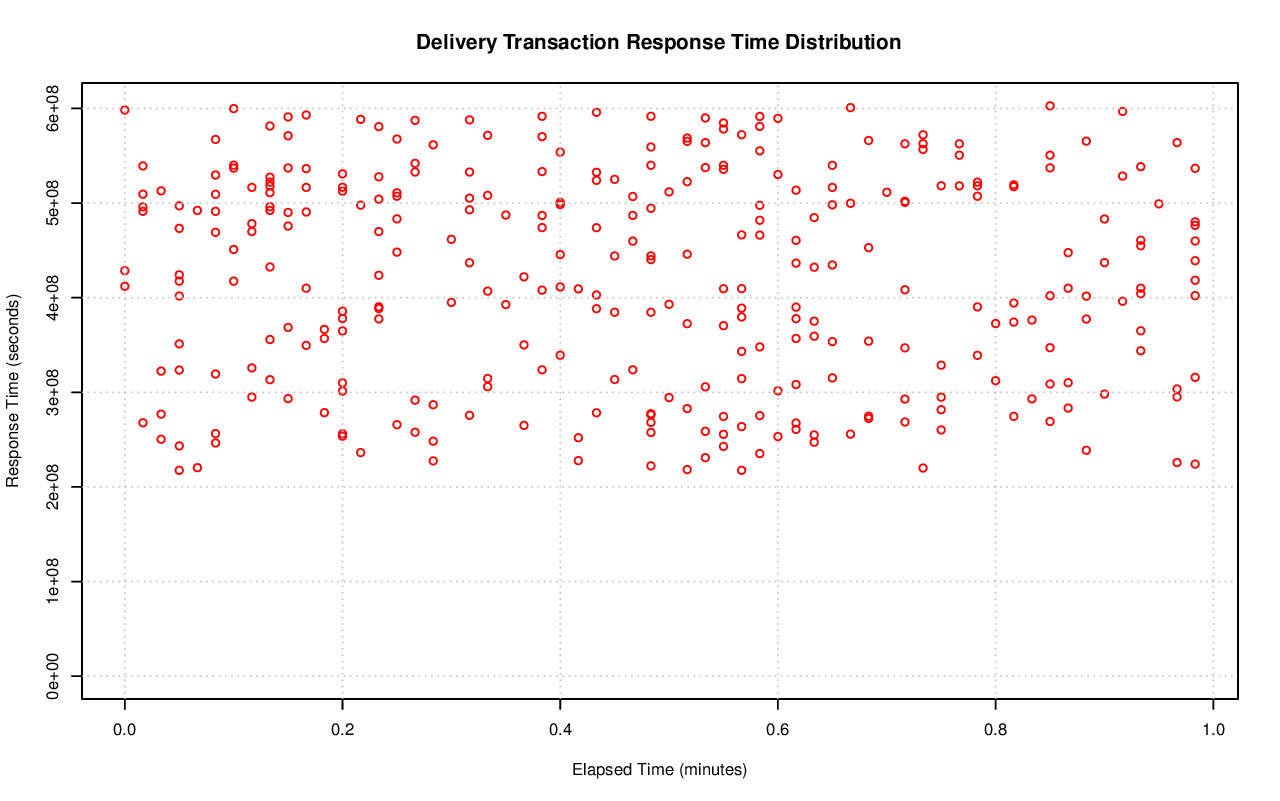 Delivery Transaction Response Time Distribution
Response Time (seconds)
6e+08
5e+08
4e+08
3e+08
2e+08
1e+08
0e+00
0.0 0.2 0.4 0.6 0.8 1.0
Elapsed Time (minutes)